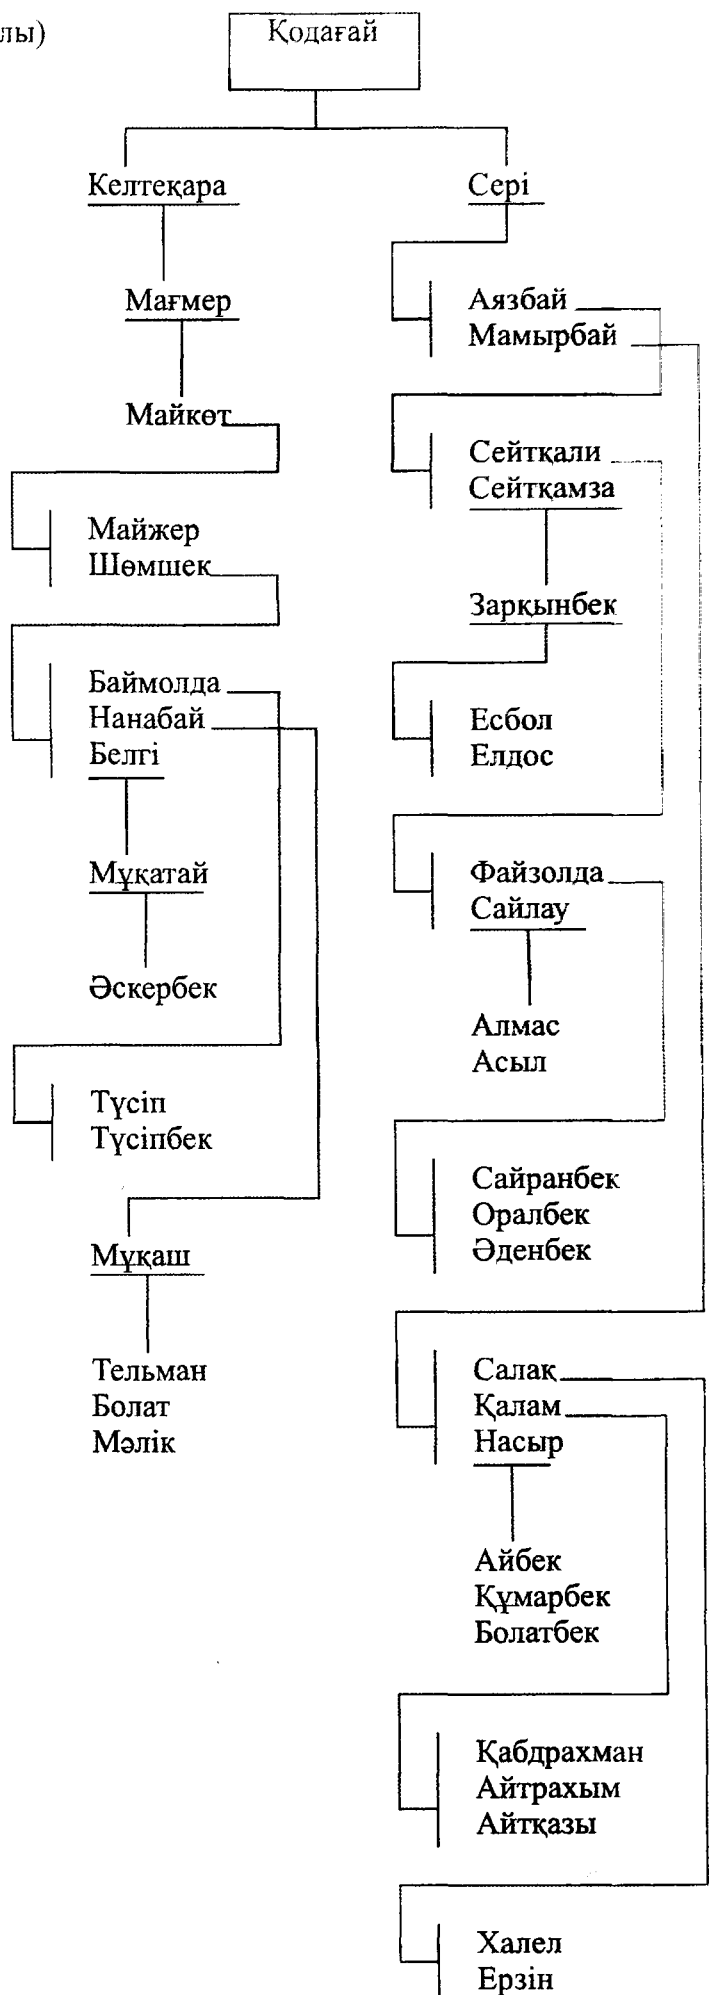 лы)
Қодағай
Келтеқара
Мағмер
Майкөт
Майжер
Шөмшек
Баймолда
Нанабай
Белгі
Мұқатай
Әскербек
Түсіп
Түсіпбек
Мұқаш
Тельман
Болат
Мәлік
Сері
Аязбай
Мамырбай
Сейтқали
Сейтқамза
Зарқынбек
Есбол
Елдос
Файзолда
Сайлау
Алмас
Асыл
Сайранбек
Оралбек
Әденбек
Салақ
Қалам
Насыр
Айбек
Құмарбек
Болатбек
Қабдрахман
Айтрахым
Айтқазы
Халел
Ерзін